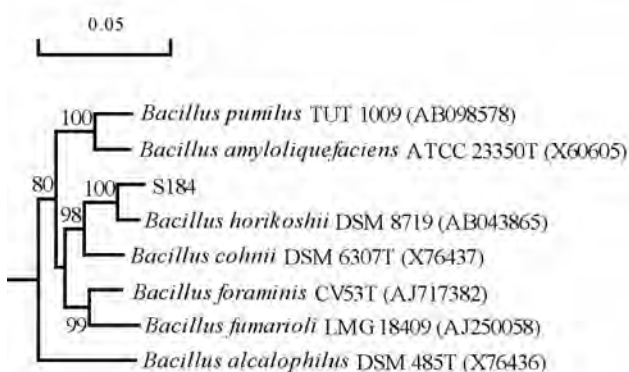 0.05
100
Bacillus pumilus TUT 1009 (AB098578)
Bacillus amyloliquefaciens ATCC 23350T (X60605)
80
100
S184
98
Bacillus horikoshii DSM 8719 (AB043865)
Bacillus cohnii DSM 6307T (X76437)
Bacillus foraminis CV53T (AJ717382)
99
Bacillus fumarioli LMG 18409 (AJ250058)
Bacillus alcalophilus DSM 485T (X76436)